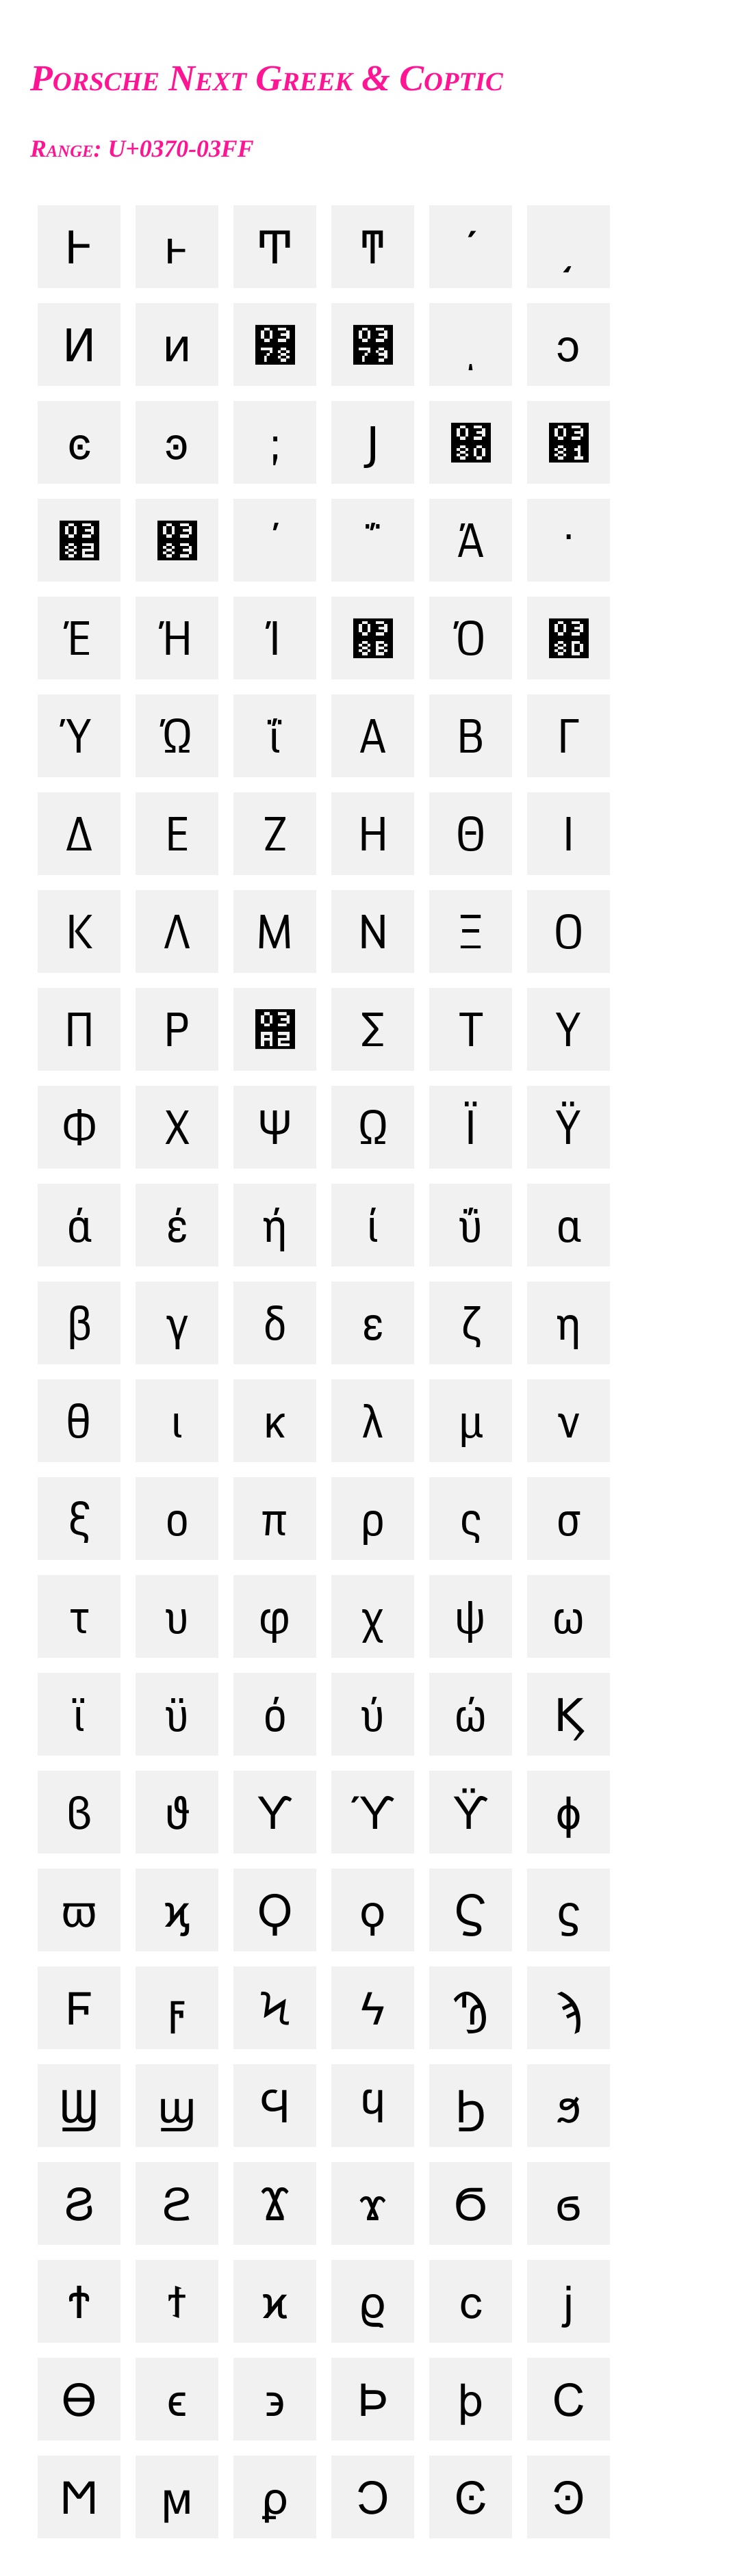 Porsche Next Greek & Coptic
Range: U+0370-03FF
Ͱ ͱ Ͳ ͳ ʹ ͵
Ͷ ͷ 0378 0379 ͺ ͻ
ͼ ͽ ; Ϳ 0380 0381
0382 0383 ΄ ΅ Ά ·
Έ Ή Ί 038B Ό 038D
Ύ Ώ ΐ Α Β Γ
Δ Ε Ζ Η Θ Ι
Κ Λ Μ Ν Ξ Ο
Π Ρ 03A2 Σ Τ Υ
Φ Χ Ψ Ω Ϊ Ϋ
ά έ ή ί ΰ α
β γ δ ε ζ η
θ ι κ λ μ ν
ξ ο π ρ ς σ
τ υ φ χ ψ ω
ϊ ϋ ό ύ ώ Ϗ
ϐ ϑ ϒ ϓ ϔ ϕ
ϖ ϗ Ϙ ϙ Ϛ ϛ
Ϝ ϝ Ϟ ϟ Ϡ ϡ
Ϣ ϣ Ϥ ϥ Ϧ ϧ
Ϩ ϩ Ϫ ϫ Ϭ ϭ
Ϯ ϯ ϰ ϱ ϲ ϳ
ϴ ϵ ϶ Ϸ ϸ Ϲ
Ϻ ϻ ϼ Ͻ Ͼ Ͽ